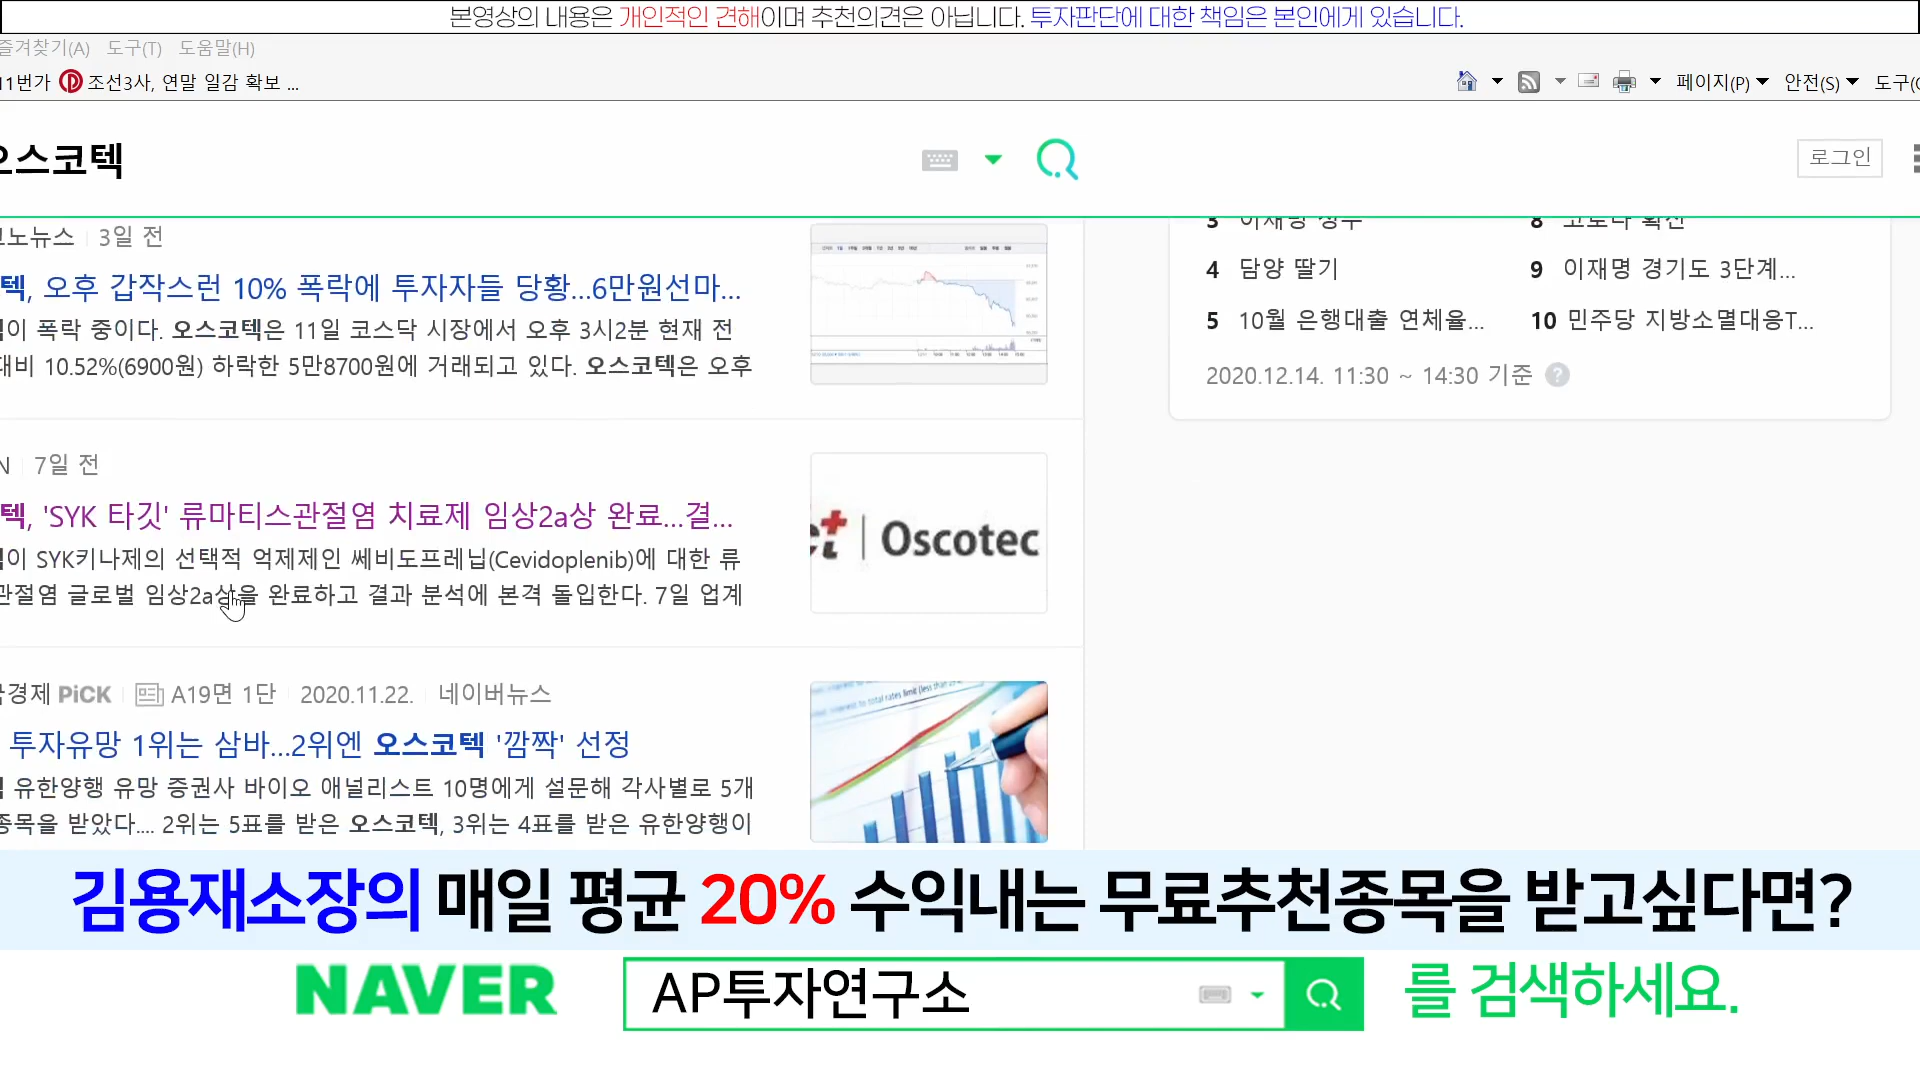 본영상의 내용은 개인적인 견해이며 추천의견은 아닙니다. 투자판단에 대한 책임은 본인에게 있습니다.
즐겨찾기(A) 도구(T) 도움말(H)
11번가 조선3사, 연말 일감 확보 ...
페이지(P) 안전(S) 도구(O
오스코텍
로그인
노뉴스 3일 전
텍, 오후 갑작스런 10% 폭락에 투자자들 당황...6만원선마...
이 폭락 중이다. 오스코텍은 11일 코스닥 시장에서 오후 3시2분 현재 전
대비 10.52%(6900원) 하락한 5만8700원에 거래되고 있다. 오스코텍은 오후
3 이재명 경우
8 코로나 확진
4 담양 딸기
9 이재명 경기도 3단계...
5 10월 은행대출 연체율...
10 민주당 지방소멸대응T...
2020.12.14. 11:30 ~ 14:30 기준 ?
N 7일 전
텍, 'SYK 타깃' 류마티스관절염 치료제 임상2a상 완료...결...
이 SYK키나제의 선택적 억제제인 쎄비도프레닙(Cevidoplenib)에 대한 류
관절염 글로벌 임상2a상을 완료하고 결과 분석에 본격 돌입한다. 7일 업계
Oscotec
경제 PiCK A19면 1단 2020.11.22. 네이버뉴스
투자유망 1위는 삼바...2위엔 오스코텍 '깜짝' 선정
유한양행 유망 증권사 바이오 애널리스트 10명에게 설문해 각사별로 5개
종목을 받았다.... 2위는 5표를 받은 오스코텍, 3위는 4표를 받은 유한양행이
김용재소장의 매일 평균 20% 수익내는 무료추천종목을 받고싶다면?
NAVER AP투자연구소 를 검색하세요.